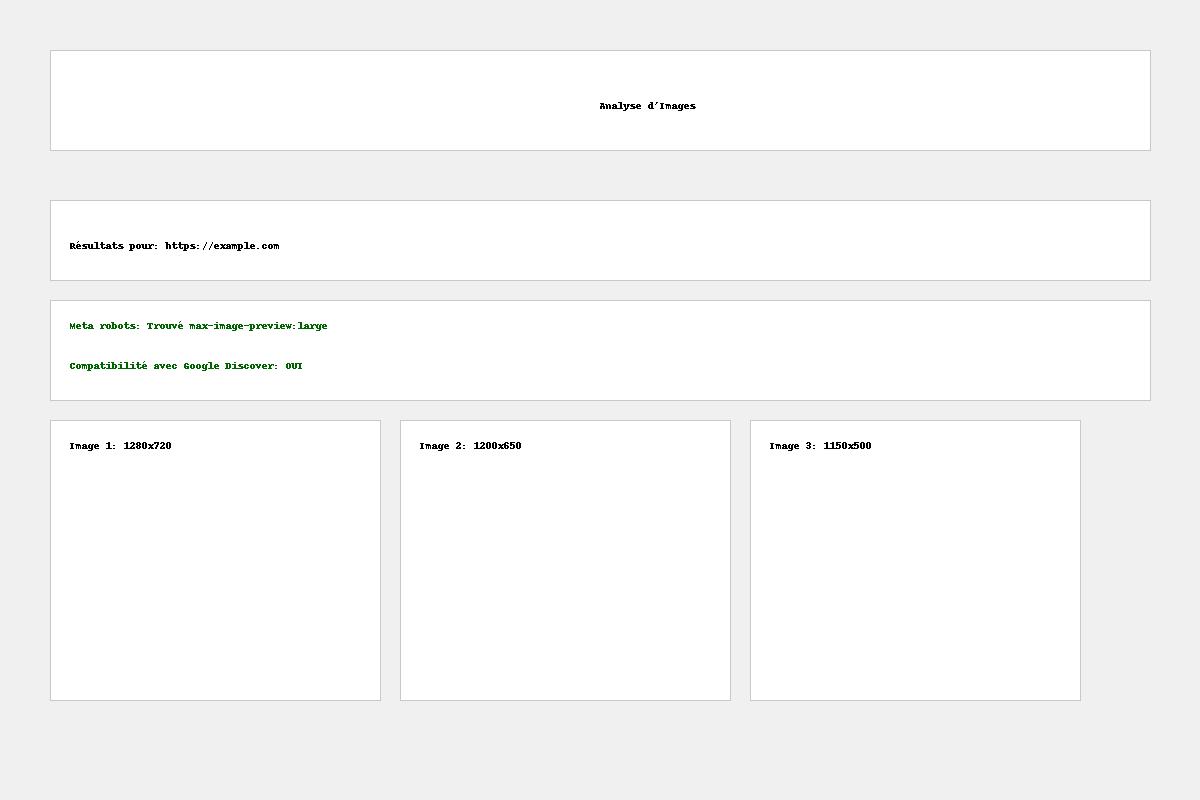 Analyse d'Images
Résultats pour: https://example.com
Meta robots: Trouvé max-image-preview:large
Compatibilité avec Google Discover: OUI
Image 1: 1280x720
Image 2: 1200x650
Image 3: 1150x500